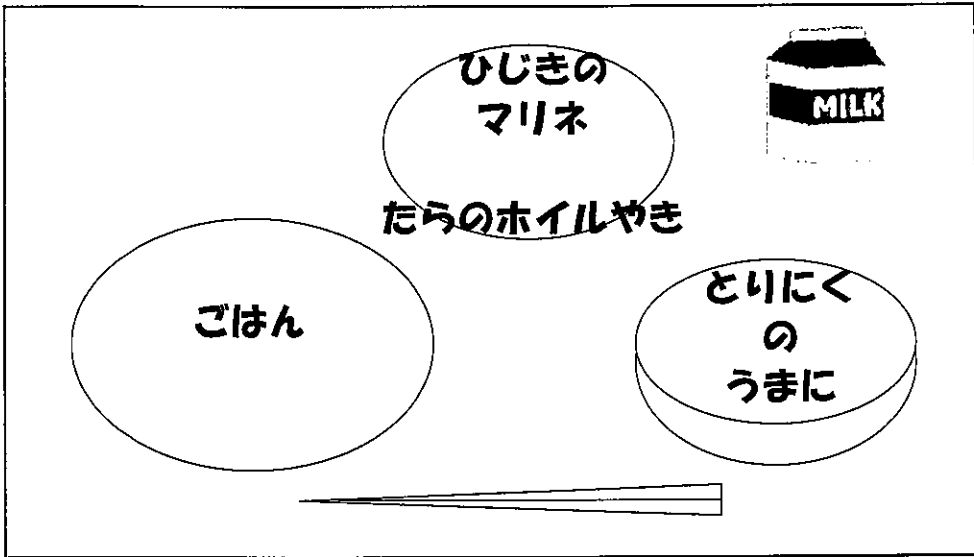 ひじきの
マリネ
MILK
たらのホイルやき
ごはん
とりにく
の
うまに